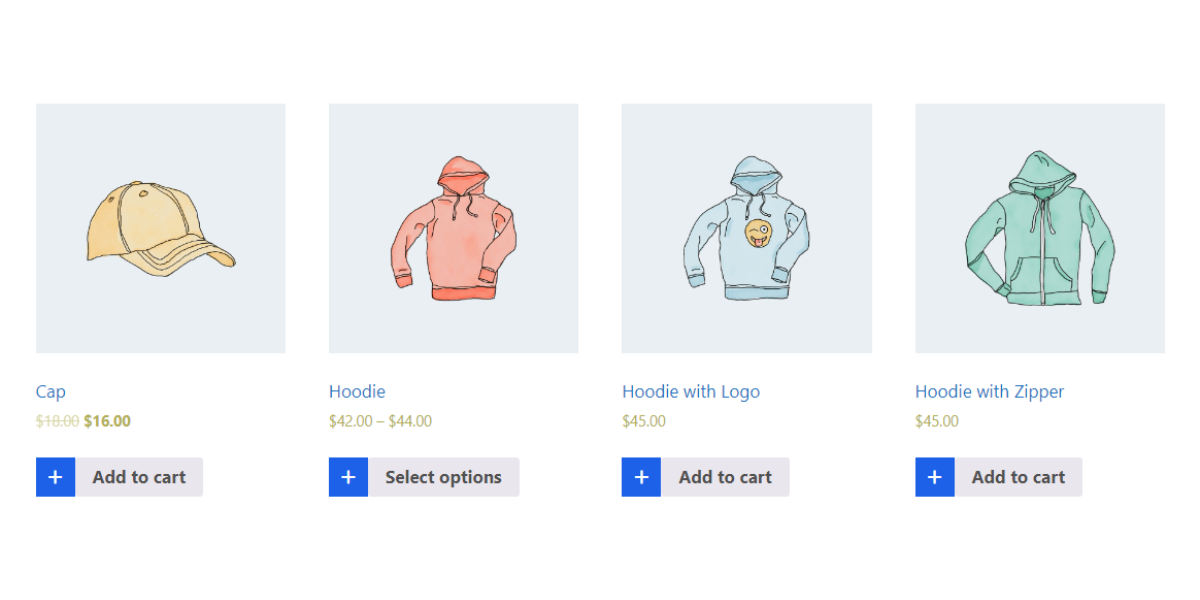 Cap
$18.00 $16.00
+ Add to cart
Hoodie
$42.00 – $44.00
+ Select options
Hoodie with Logo
$45.00
+ Add to cart
Hoodie with Zipper
$45.00
+ Add to cart